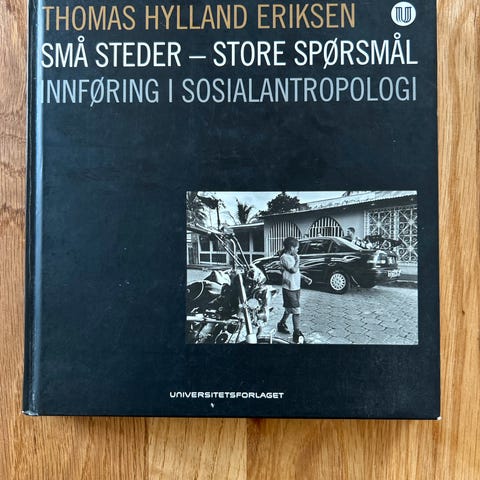 THOMAS HYLLAND ERIKSEN
SMÅ STEDER – STORE SPØRSMÅL
INNFØRING I SOSIALANTROPOLOGI
UNIVERSITETSFORLAGET